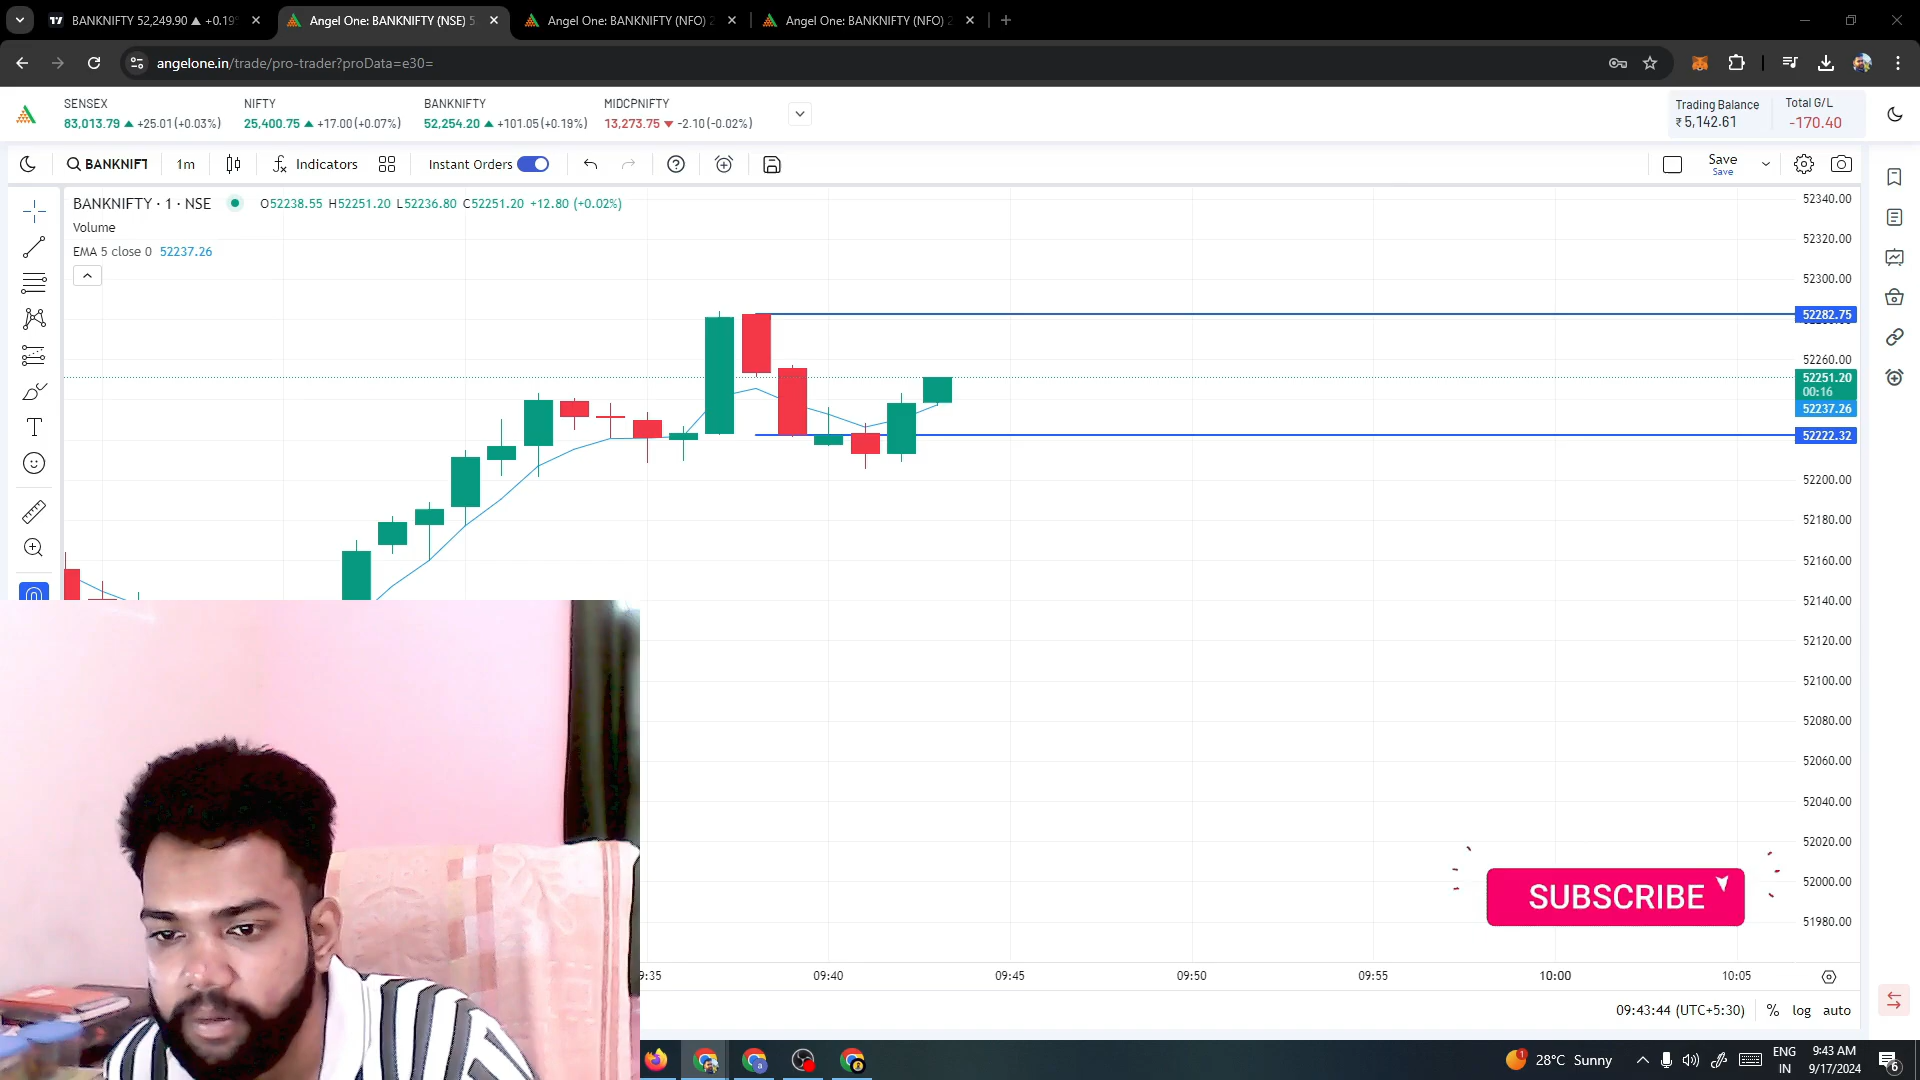 BANKNIFTY 52,249.90 ▲ +0.19
Angel One: BANKNIFTY (NSE) 5
Angel One: BANKNIFTY (NFO) 2
Angel One: BANKNIFTY (NFO) 2
angelone.in/trade/pro-trader?proData=e30=
SENSEX
83,013.79 ▲ +25.01(+0.03%)
NIFTY
25,400.75 ▲ +17.00(+0.07%)
BANKNIFTY
52,254.20 ▲ +101.05(+0.19%)
MIDCPNIFTY
13,273.75 ▼ -2.10(-0.02%)
Trading Balance
₹ 5,142.61
Total G/L
-170.40
BANKNIFT
1m
Indicators
Instant Orders
Save
Save
BANKNIFTY · 1 · NSE
O52238.55 H52251.20 L52236.80 C52251.20 +12.80 (+0.02%)
Volume
EMA 5 close 0 52237.26
52340.00
52320.00
52300.00
52282.75
52260.00
52251.20
00:16
52237.26
52222.32
52200.00
52180.00
52160.00
52140.00
52120.00
52100.00
52080.00
52060.00
52040.00
52020.00
52000.00
51980.00
SUBSCRIBE
9:35
09:40
09:45
09:50
09:55
10:00
10:05
09:43:44 (UTC+5:30)
%
log
auto
28°C Sunny
ENG
IN
9:43 AM
9/17/2024
6